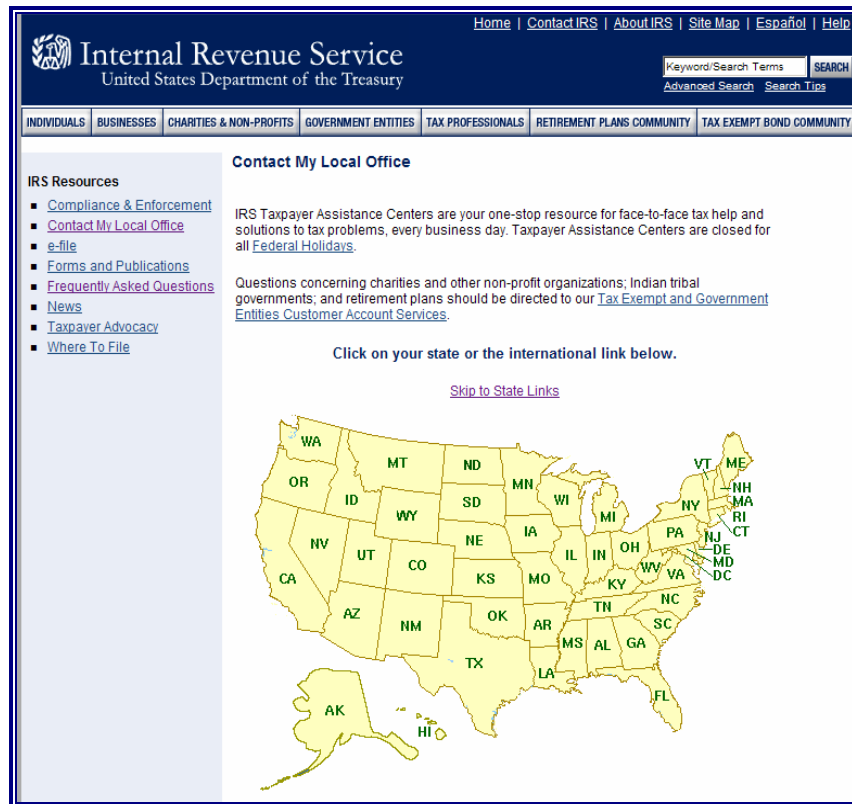 Home | Contact IRS | About IRS | Site Map | Español | Help
Internal Revenue Service
United States Department of the Treasury
Keyword/Search Terms SEARCH
Advanced Search Search Tips
INDIVIDUALS BUSINESSES CHARITIES & NON-PROFITS GOVERNMENT ENTITIES TAX PROFESSIONALS RETIREMENT PLANS COMMUNITY TAX EXEMPT BOND COMMUNITY
IRS Resources
Compliance & Enforcement
Contact My Local Office
e-file
Forms and Publications
Frequently Asked Questions
News
Taxpayer Advocacy
Where To File
Contact My Local Office
IRS Taxpayer Assistance Centers are your one-stop resource for face-to-face tax help and
solutions to tax problems, every business day. Taxpayer Assistance Centers are closed for
all Federal Holidays.
Questions concerning charities and other non-profit organizations; Indian tribal
governments; and retirement plans should be directed to our Tax Exempt and Government
Entities Customer Account Services.
Click on your state or the international link below.
Skip to State Links
WA MT ND MN VT ME
OR ID WY SD WI MI NY NH
MA
RI
CT
NV UT CO NE IA IL IN OH PA NJ
DE
MD
DC
CA KS MO KY WV VA
AZ NM OK AR TN NC
SC
TX LA MS AL GA
FL
AK HI